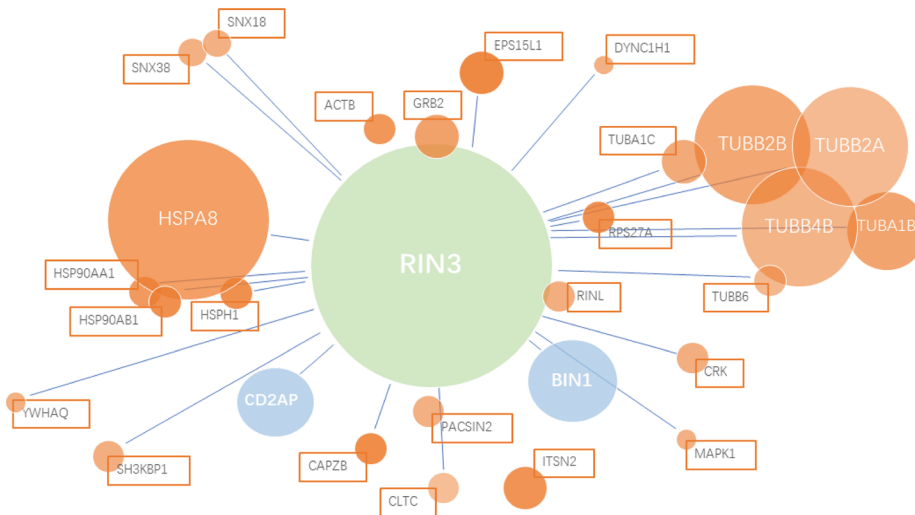 SNX18
SNX38
EPS15L1
DYNC1H1
ACTB
GRB2
TUBA1C
TUBB2B
TUBB2A
HSPA8
RPS27A
TUBB4B
TUBA1B
RIN3
HSP90AA1
HSP90AB1
HSPH1
RINL
TUBB6
CRK
BIN1
CD2AP
YWHAQ
PACSIN2
MAPK1
SH3KBP1
CAPZB
ITSN2
CLTC